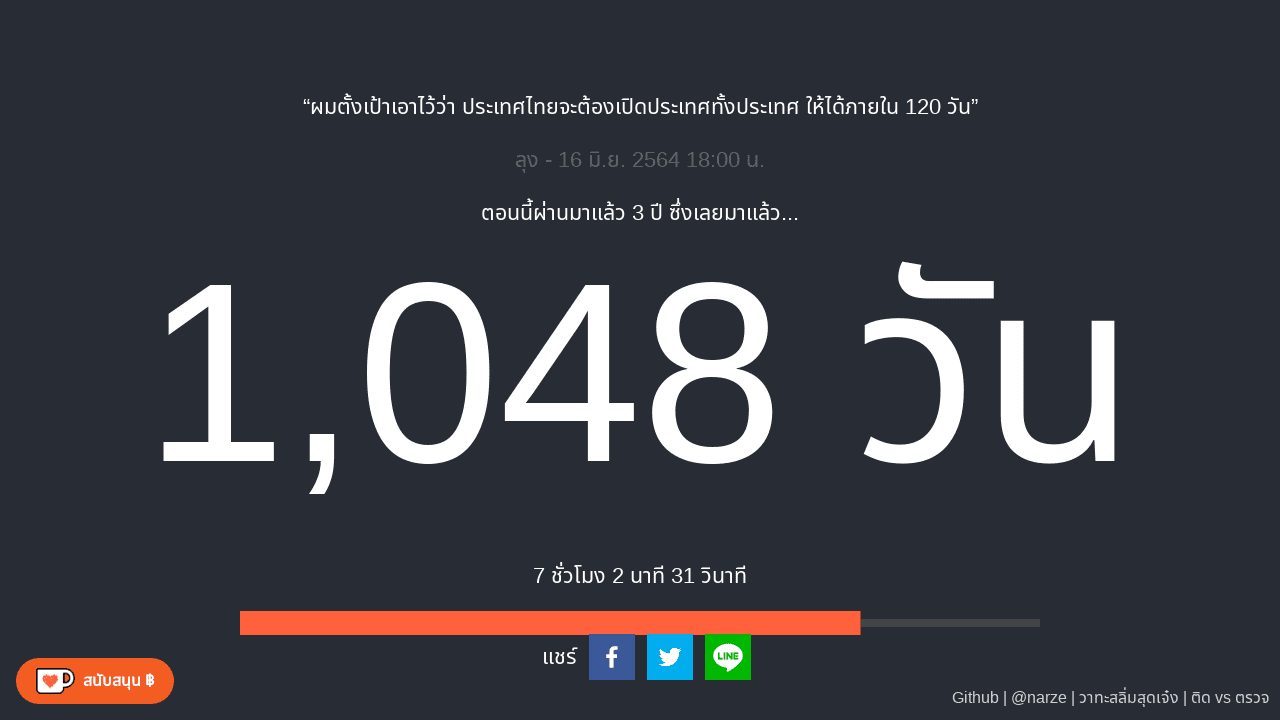 “ผมตั้งเป้าเอาไว้ว่า ประเทศไทยจะต้องเปิดประเทศทั้งประเทศ ให้ได้ภายใน 120 วัน”
ลุง - 16 มิ.ย. 2564 18:00 น.
ตอนนี้ผ่านมาแล้ว 3 ปี ซึ่งเลยมาแล้ว...
1,048 วัน
7 ชั่วโมง 2 นาที 31 วินาที
แชร์
LINE
สนับสนุน ฿
Github | @narze | วาทะสลิ่มสุดเจ๋ง | ติด vs ตรวจ